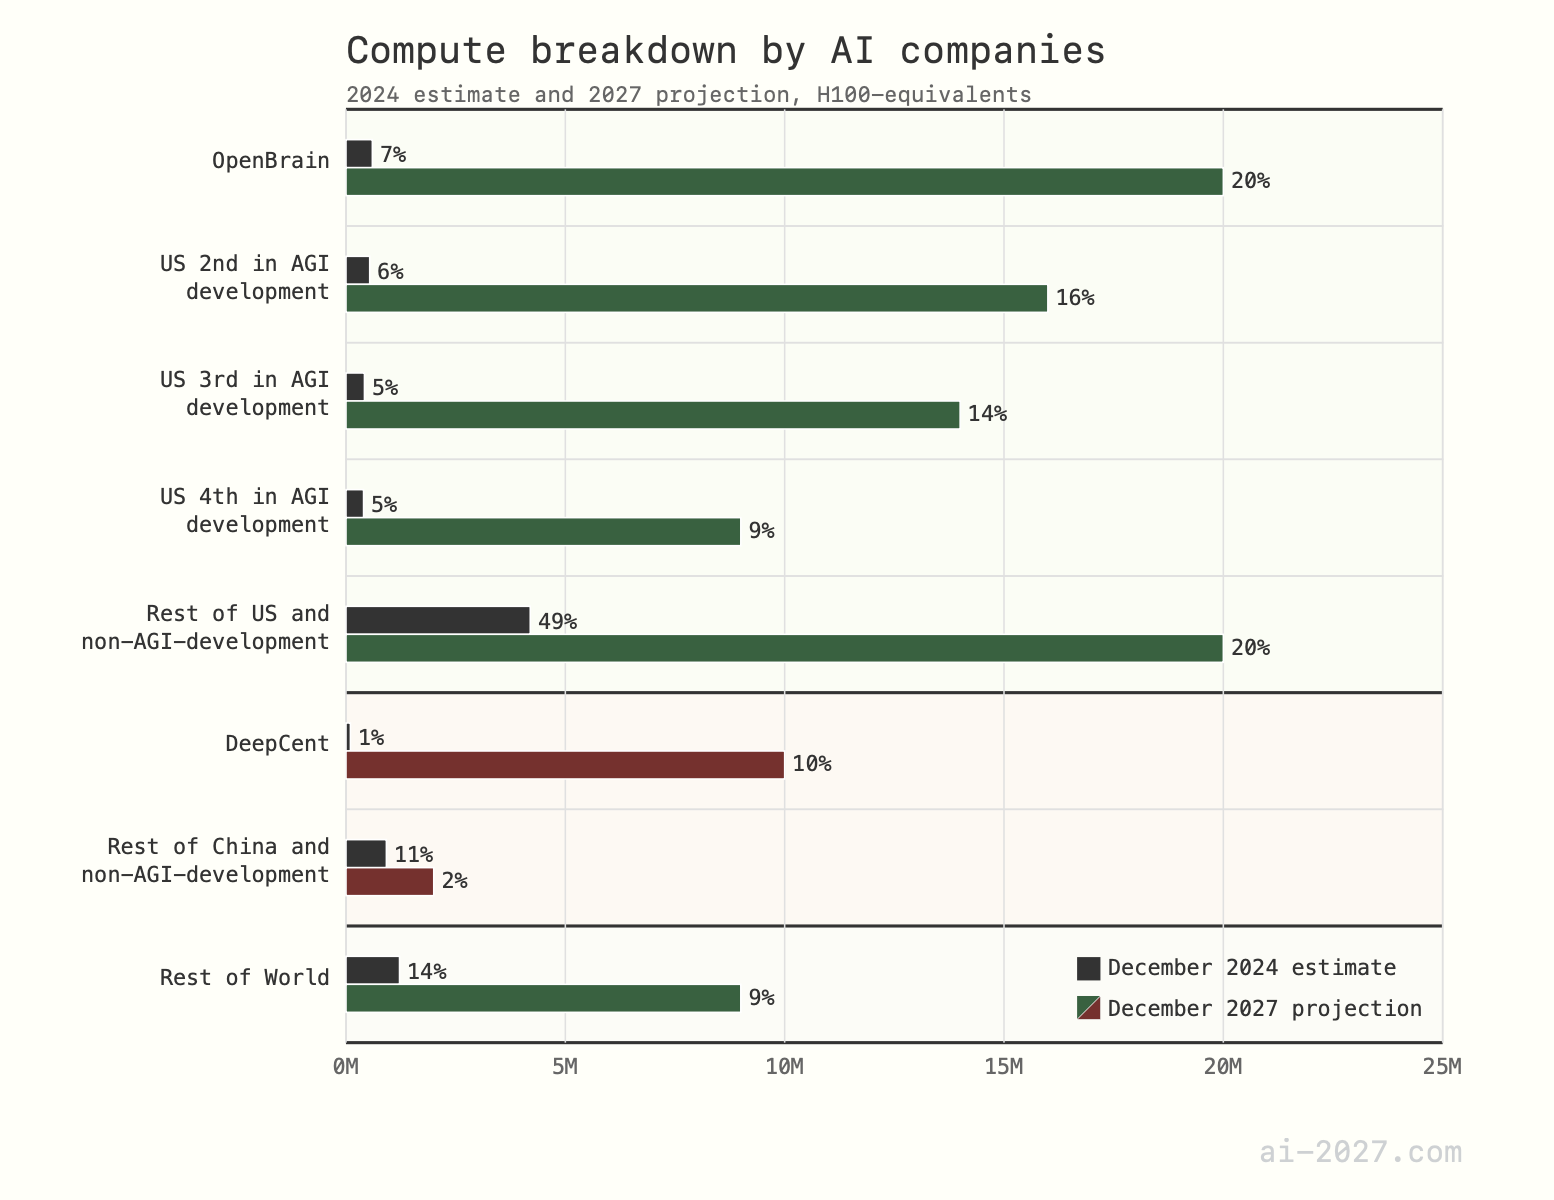 Compute breakdown by AI companies
2024 estimate and 2027 projection, H100-equivalents
OpenBrain
7%
20%
US 2nd in AGI
development
6%
16%
US 3rd in AGI
development
5%
14%
US 4th in AGI
development
5%
9%
Rest of US and
non-AGI-development
49%
20%
DeepCent
1%
10%
Rest of China and
non-AGI-development
11%
2%
Rest of World
14%
9%
December 2024 estimate
December 2027 projection
0M 5M 10M 15M 20M 25M
ai-2027.com